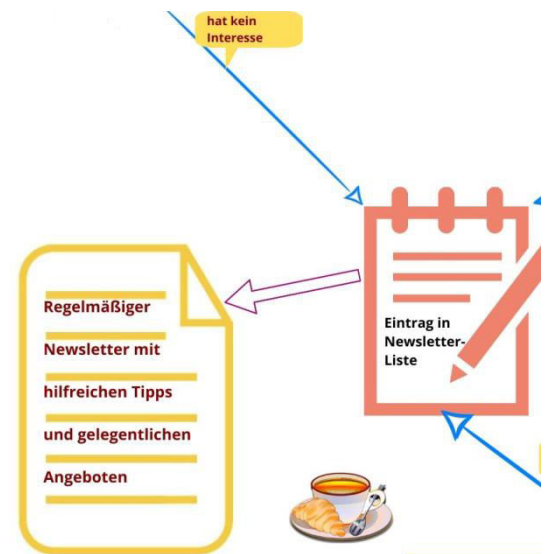 hat kein
Interesse
Regelmäßiger
Newsletter mit
hilfreichen Tipps
und gelegentlichen
Angeboten
Eintrag in
Newsletter-
Liste